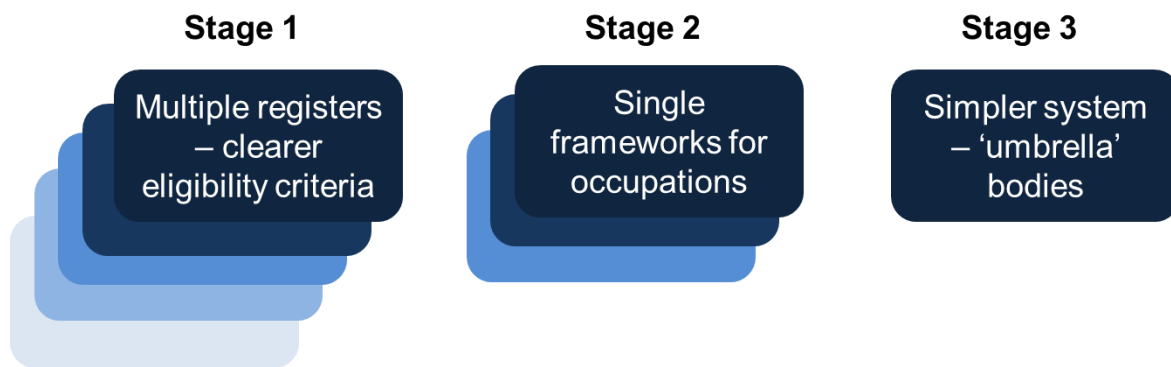 Stage 1
Multiple registers
– clearer
eligibility criteria
Stage 2
Single
frameworks for
occupations
Stage 3
Simpler system
– ‘umbrella’
bodies